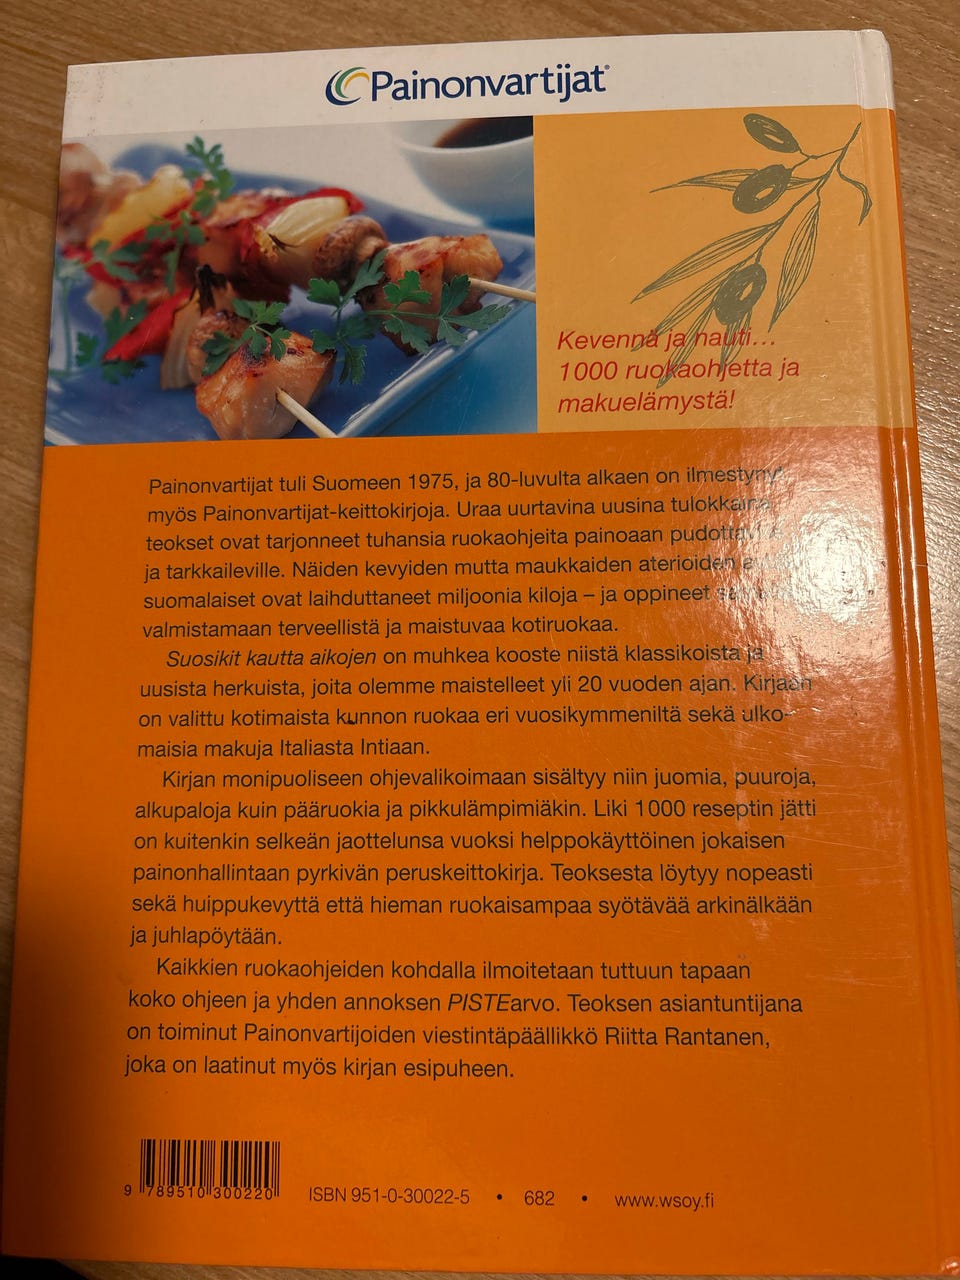 Painonvartijat®
Kevennä ja nauti...
1000 ruokaohjetta ja
makuelämystä!
Painonvartijat tuli Suomeen 1975, ja 80-luvulta alkaen on ilmestynyt
myös Painonvartijat-keittokirjoja. Uraa uurtavina uusina tulokkaina
teokset ovat tarjonneet tuhansia ruokaohjeita painoaan pudottaville
ja tarkkaileville. Näiden kevyiden mutta maukkaiden aterioiden
suomalaiset ovat laihduttaneet miljoonia kiloja – ja oppineet
valmistamaan terveellistä ja maistuvaa kotiruokaa.
Suosikit kautta aikojen on muhkea kooste niistä klassikoista ja
uusista herkuista, joita olemme maistelleet yli 20 vuoden ajan. Kirjaan
on valittu kotimaista kunnon ruokaa eri vuosikymmeniltä sekä ulko-
maisia makuja Italiasta Intiaan.
Kirjan monipuoliseen ohjevalikoimaan sisältyy niin juomia, puuroja,
alkupaloja kuin pääruokia ja pikkulämpimiäkin. Liki 1000 reseptin jätti
on kuitenkin selkeän jaottelunsa vuoksi helppokäyttöinen jokaisen
painonhallintaan pyrkivän peruskeittokirja. Teoksesta löytyy nopeasti
sekä huippukevyttä että hieman ruokaisampaa syötävää arkinälkään
ja juhlapöytään.
Kaikkien ruokaohjeiden kohdalla ilmoitetaan tuttuun tapaan
koko ohjeen ja yhden annoksen PISTEarvo. Teoksen asiantuntijana
on toiminut Painonvartijoiden viestintäpäällikkö Riitta Rantanen,
joka on laatinut myös kirjan esipuheen.
9 789510 300220
ISBN 951-0-30022-5 • 682 • www.wsoy.fi